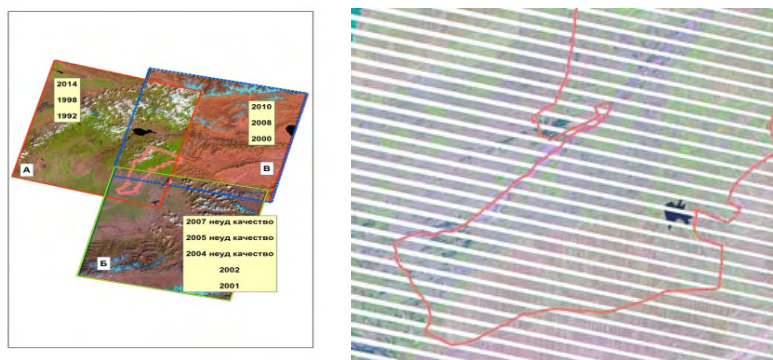 2014
1998
1992
2010
2008
2000
А
В
2007 неуд качество
2005 неуд качество
2004 неуд качество
2002
2001
Б